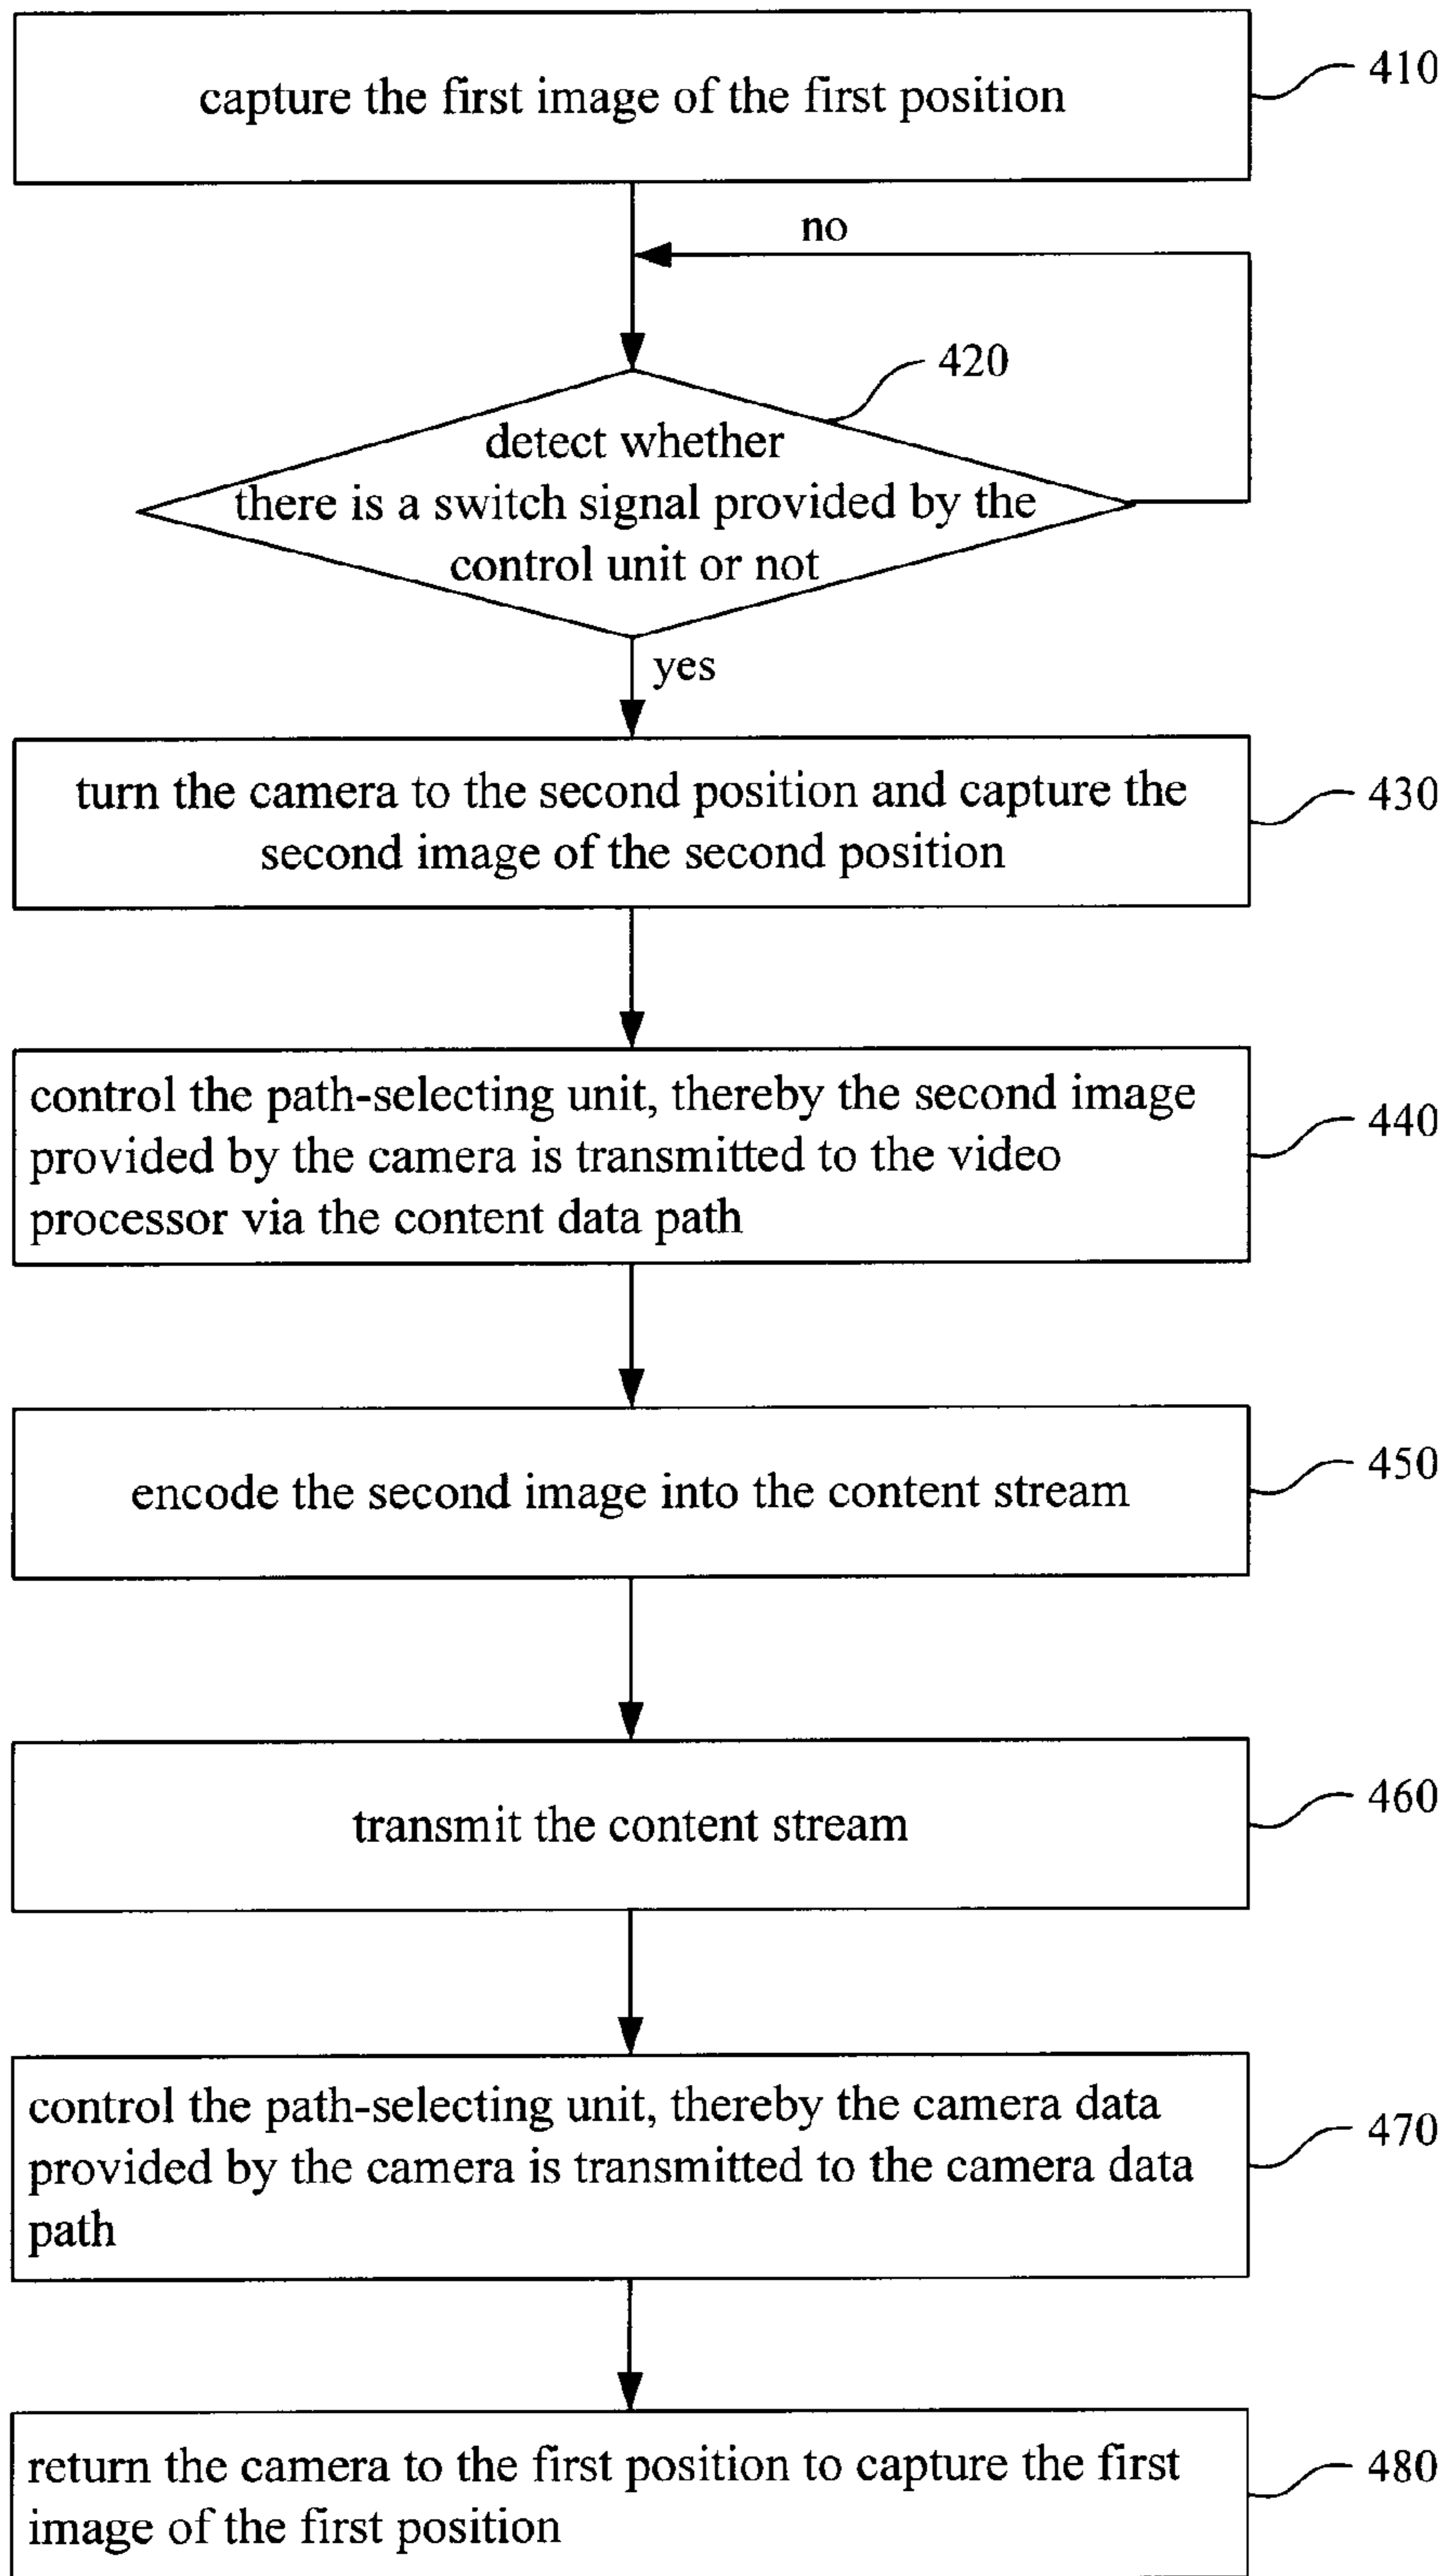 capture the first image of the first position
410
no
420
detect whether
there is a switch signal provided by the
control unit or not
yes
turn the camera to the second position and capture the
second image of the second position
430
control the path-selecting unit, thereby the second image
provided by the camera is transmitted to the video
processor via the content data path
440
encode the second image into the content stream
450
transmit the content stream
460
control the path-selecting unit, thereby the camera data
provided by the camera is transmitted to the camera data
path
470
return the camera to the first position to capture the first
image of the first position
480